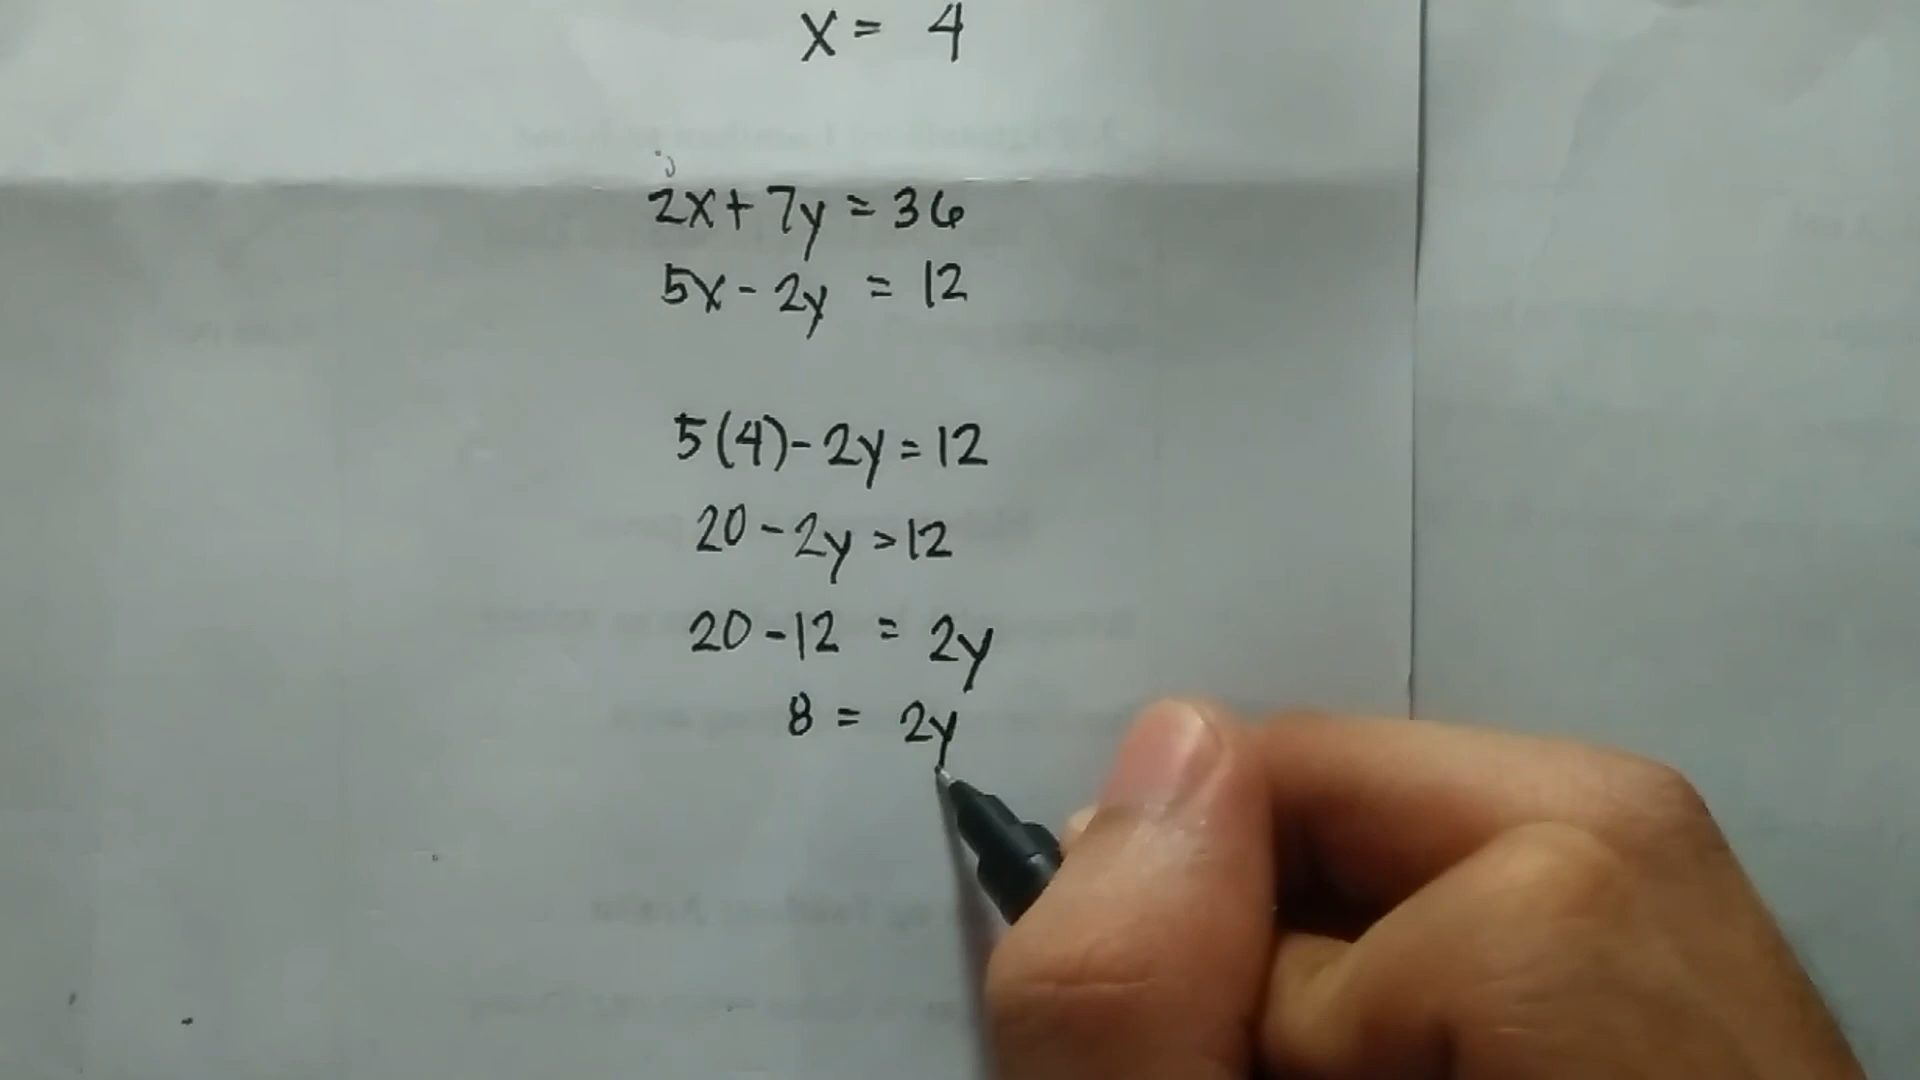 x = 4
2x + 7y = 36
5x - 2y = 12
5(4) - 2y = 12
20 - 2y = 12
20 - 12 = 2y
8 = 2y